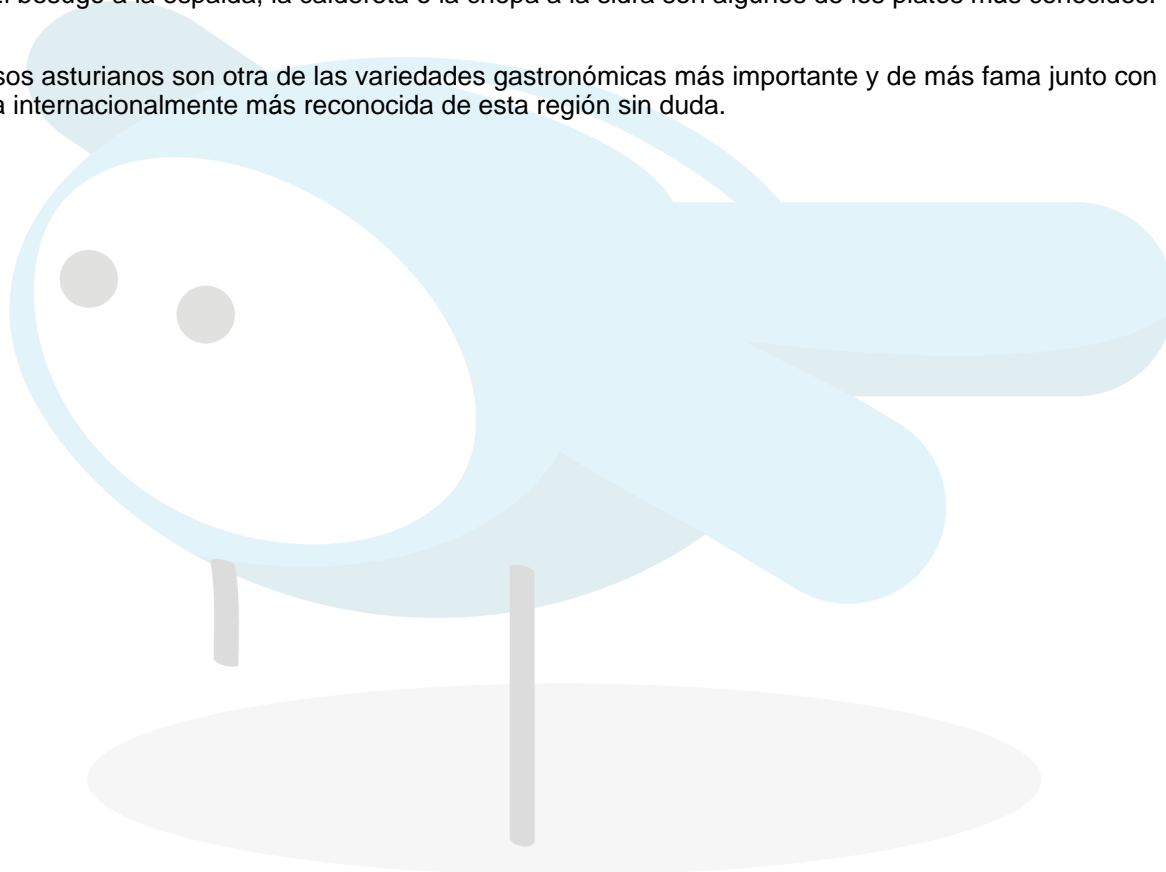 besugo a la espalda, la caldereta o la chopa a la sidra son algunos de los platos más conocidos.
sos asturianos son otra de las variedades gastronómicas más importante y de más fama junto con
a internacionalmente más reconocida de esta región sin duda.